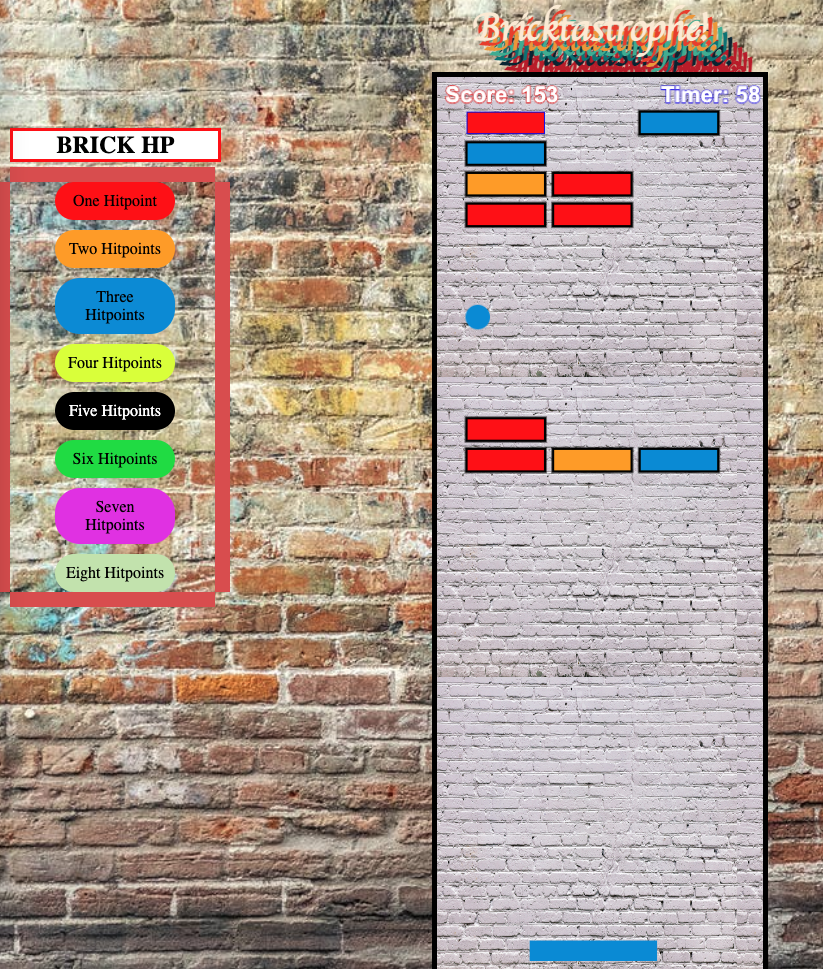 Bricktastrophe!
Score: 153
Timer: 58
BRICK HP
One Hitpoint
Two Hitpoints
Three
Hitpoints
Four Hitpoints
Five Hitpoints
Six Hitpoints
Seven
Hitpoints
Eight Hitpoints